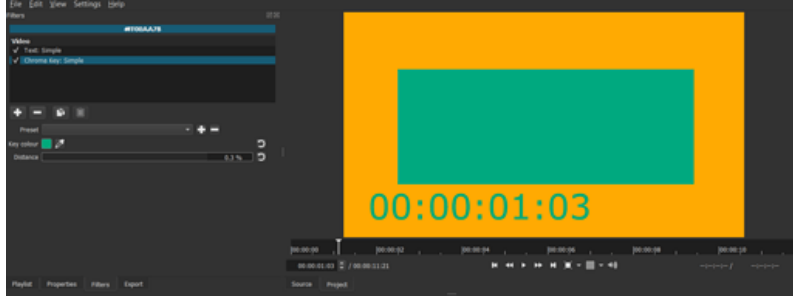 File Edit View Settings Help
Filters
#ff00AA7B
Video
✓ Text: Simple
✓ Chroma Key: Simple
Preset
Key colour
Distance
0.3 %
00:00:01:03
00:00:00 00:00:02 00:00:04 00:00:06 00:00:08 00:00:10
00:00:01:03 / 00:00:11:21
--:--:--:-- / --:--:--:--
Playlist Properties Filters Export
Source Project